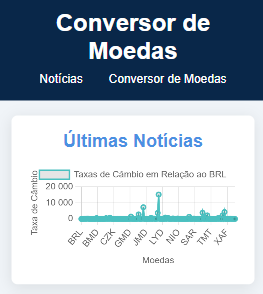 Conversor de
Moedas
Notícias Conversor de Moedas
Últimas Notícias
Taxas de Câmbio em Relação ao BRL
Taxa de Câmbio
20 000
10 000
0
BRL BMD CZK GMD JMD LYD NIO SAR TMT XAF
Moedas